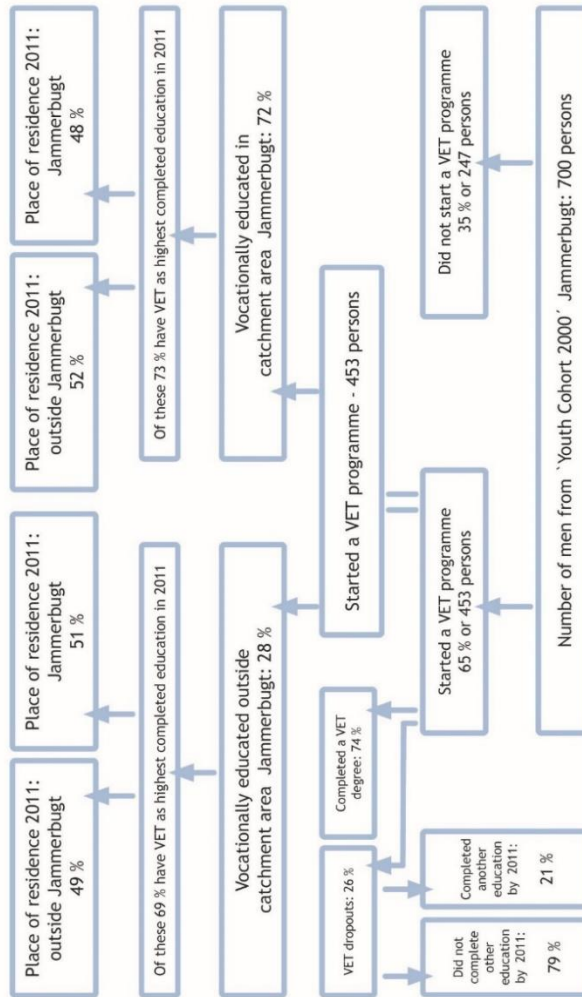 Number of men from `Youth Cohort 2000´ Jammerbugt: 700 persons
Started a VET programme
65 % or 453 persons
Did not start a VET programme
35 % or 247 persons
Completed a VET
degree: 74 %
VET dropouts: 26 %
Did not
complete
other
education
by 2011:
79 %
Completed
another
education
by 2011:
21 %
Started a VET programme - 453 persons
Vocationally educated outside
catchment area Jammerbugt: 28 %
Vocationally educated in
catchment area Jammerbugt: 72 %
Of these 69 % have VET as highest completed education in 2011
Of these 73 % have VET as highest completed education in 2011
Place of residence 2011:
outside Jammerbugt
49 %
Place of residence 2011:
Jammerbugt
51 %
Place of residence 2011:
outside Jammerbugt
52 %
Place of residence 2011:
Jammerbugt
48 %